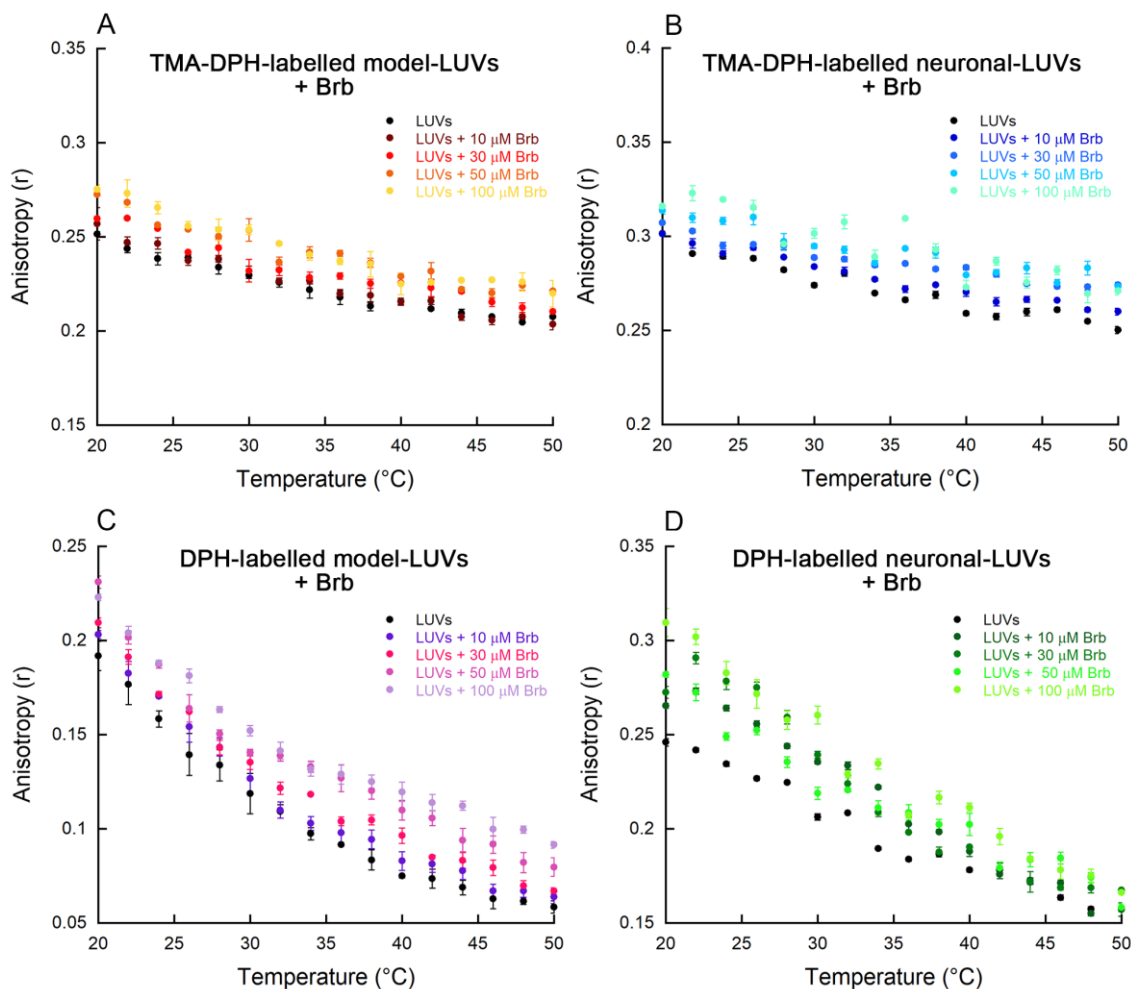 A
TMA-DPH-labelled model-LUVs
+ Brb
LUVs
LUVs + 10 μM Brb
LUVs + 30 μM Brb
LUVs + 50 μM Brb
LUVs + 100 μM Brb
0.35
0.3
0.25
0.2
0.15
Anisotropy (r)
20 25 30 35 40 45 50
Temperature (°C)
B
TMA-DPH-labelled neuronal-LUVs
+ Brb
LUVs
LUVs + 10 μM Brb
LUVs + 30 μM Brb
LUVs + 50 μM Brb
LUVs + 100 μM Brb
0.4
0.35
0.3
0.25
0.2
Anisotropy (r)
20 25 30 35 40 45 50
Temperature (°C)
C
DPH-labelled model-LUVs
+ Brb
LUVs
LUVs + 10 μM Brb
LUVs + 30 μM Brb
LUVs + 50 μM Brb
LUVs + 100 μM Brb
0.25
0.2
0.15
0.1
0.05
Anisotropy (r)
20 25 30 35 40 45 50
Temperature (°C)
D
DPH-labelled neuronal-LUVs
+ Brb
LUVs
LUVs + 10 μM Brb
LUVs + 30 μM Brb
LUVs + 50 μM Brb
LUVs + 100 μM Brb
0.35
0.3
0.25
0.2
0.15
Anisotropy (r)
20 25 30 35 40 45 50
Temperature (°C)